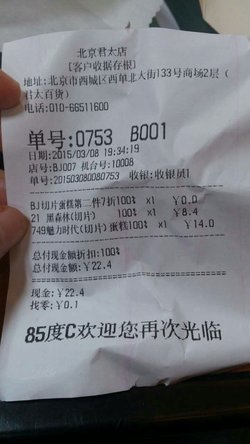 北京君太店
[客户收据存根]
地址:北京市西城区西单北大街133号商场2层(
君太百货)
电话:010-66511600
单号:0753 B001
日期:2015/03/08 19:34:19
店号:BJ007 机台号:10008
单号:20150308080753 收银:收银员1
BJ切片蛋糕第二件7折100% ×1 ¥0.0
21 黑森林(切片) 100% ×1 ¥8.4
749魅力时代(切片)蛋糕100% ×1 ¥14.0
总付现金额折扣:100%
总付现金额:¥22.4
现金:¥22.4
找零:¥0.1
85度C欢迎您再次光临